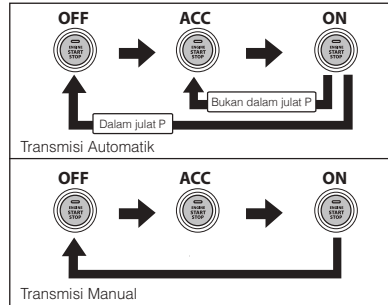 OFF ACC ON
ENGINE START STOP
ENGINE START STOP
ENGINE START STOP
Bukan dalam julat P
Dalam julat P
Transmisi Automatik
OFF ACC ON
ENGINE START STOP
ENGINE START STOP
ENGINE START STOP
Transmisi Manual